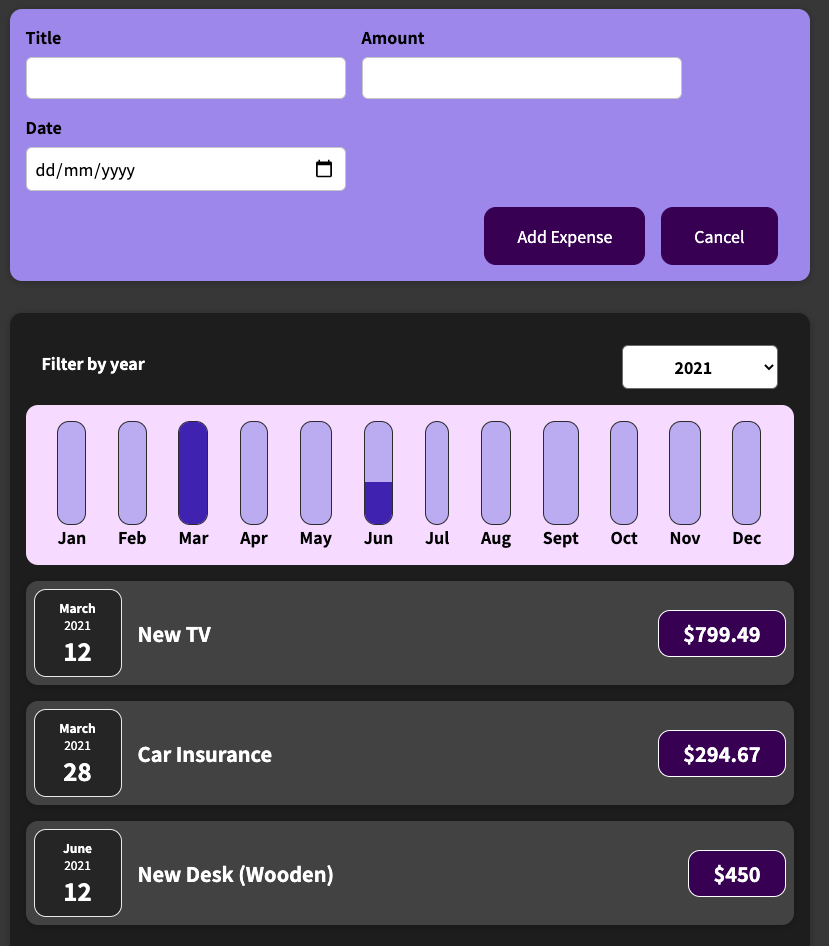 Title Amount
Date
dd/mm/yyyy
Add Expense Cancel
Filter by year 2021
Jan Feb Mar Apr May Jun Jul Aug Sept Oct Nov Dec
March
2021
12
New TV
$799.49
March
2021
28
Car Insurance
$294.67
June
2021
12
New Desk (Wooden)
$450